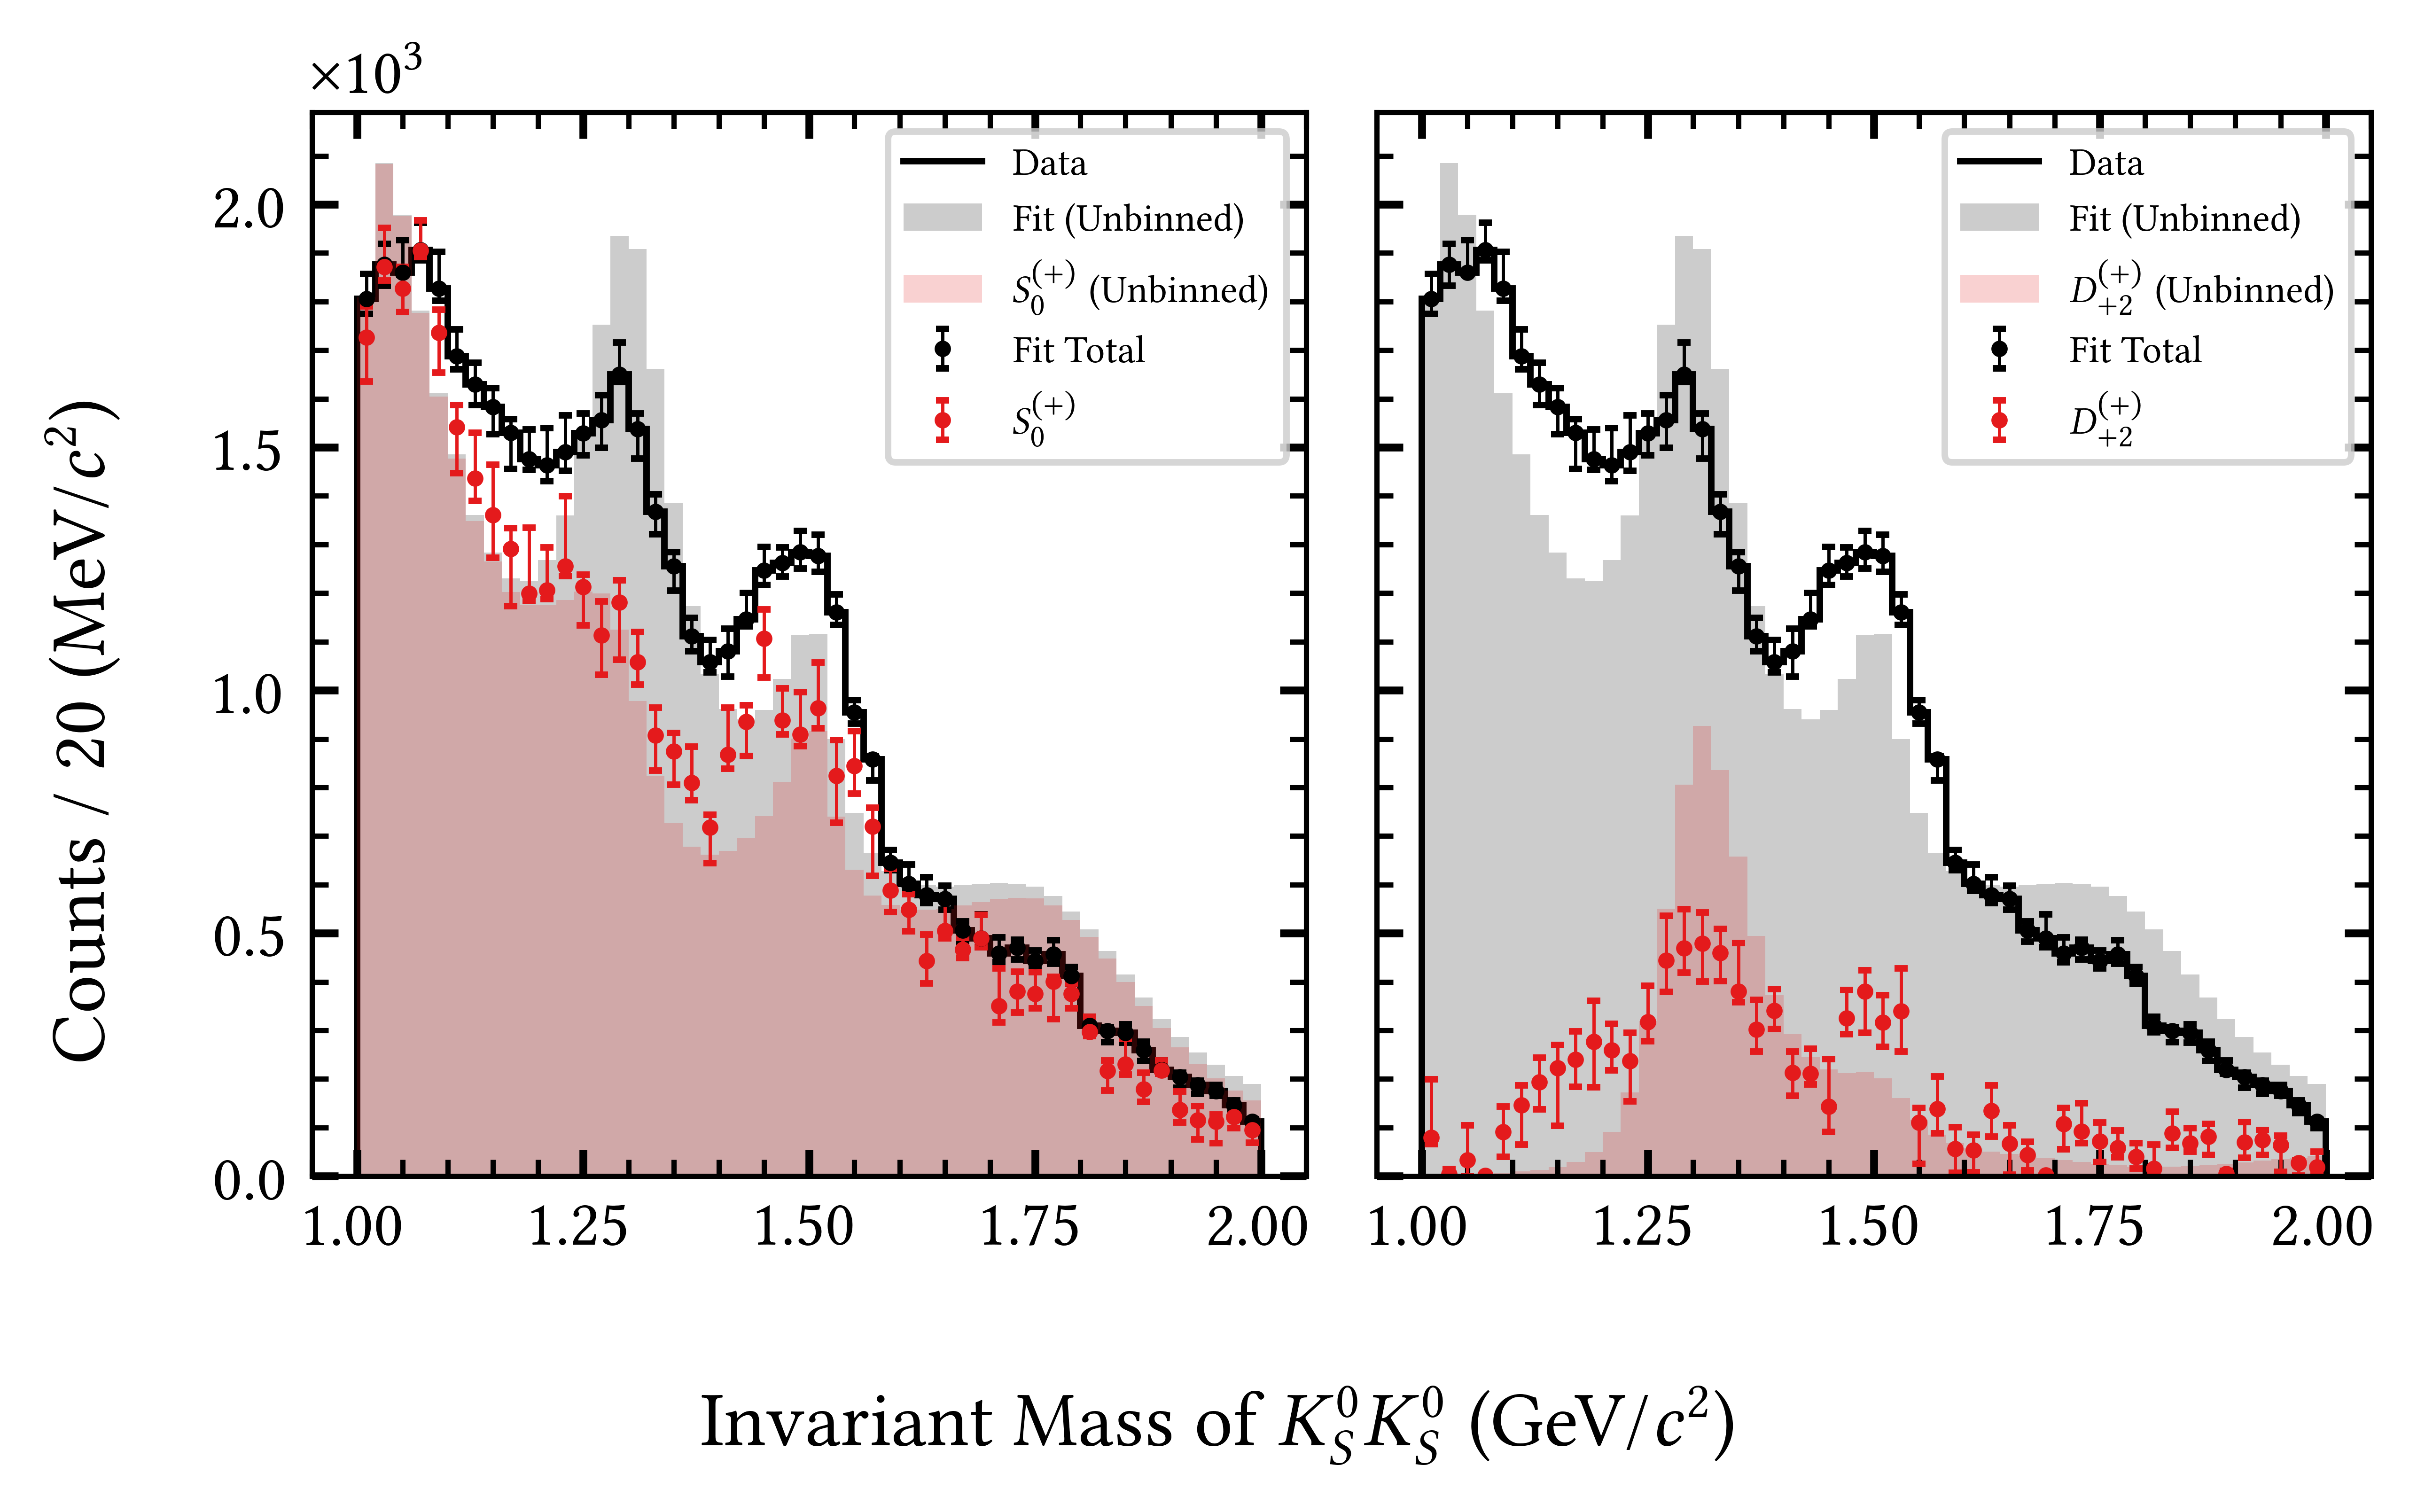 ×10³
Counts / 20 (MeV/c²)
2.0
1.5
1.0
0.5
0.0
Data
Fit (Unbinned)
S₀⁽⁺⁾ (Unbinned)
Fit Total
S₀⁽⁺⁾
1.00 1.25 1.50 1.75 2.00
Data
Fit (Unbinned)
D₊₂⁽⁺⁾ (Unbinned)
Fit Total
D₊₂⁽⁺⁾
1.00 1.25 1.50 1.75 2.00
Invariant Mass of K_S⁰K_S⁰ (GeV/c²)